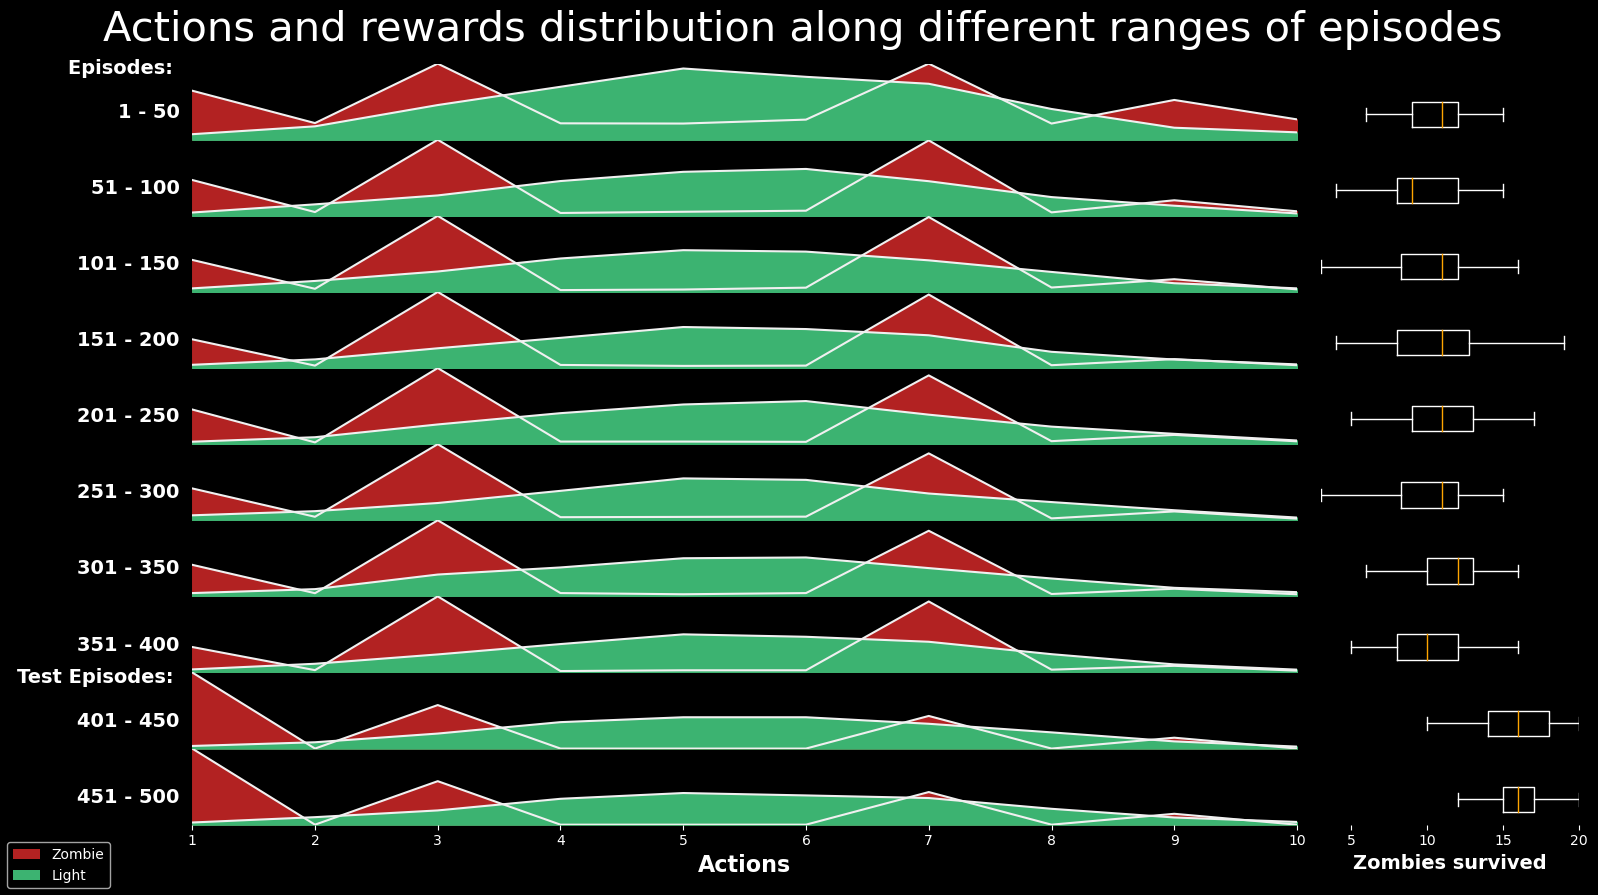 Actions and rewards distribution along different ranges of episodes
Episodes:
1 - 50
51 - 100
101 - 150
151 - 200
201 - 250
251 - 300
301 - 350
351 - 400
Test Episodes:
401 - 450
451 - 500
1 2 3 4 5 6 7 8 9 10
5 10 15 20
Actions
Zombies survived
Zombie
Light